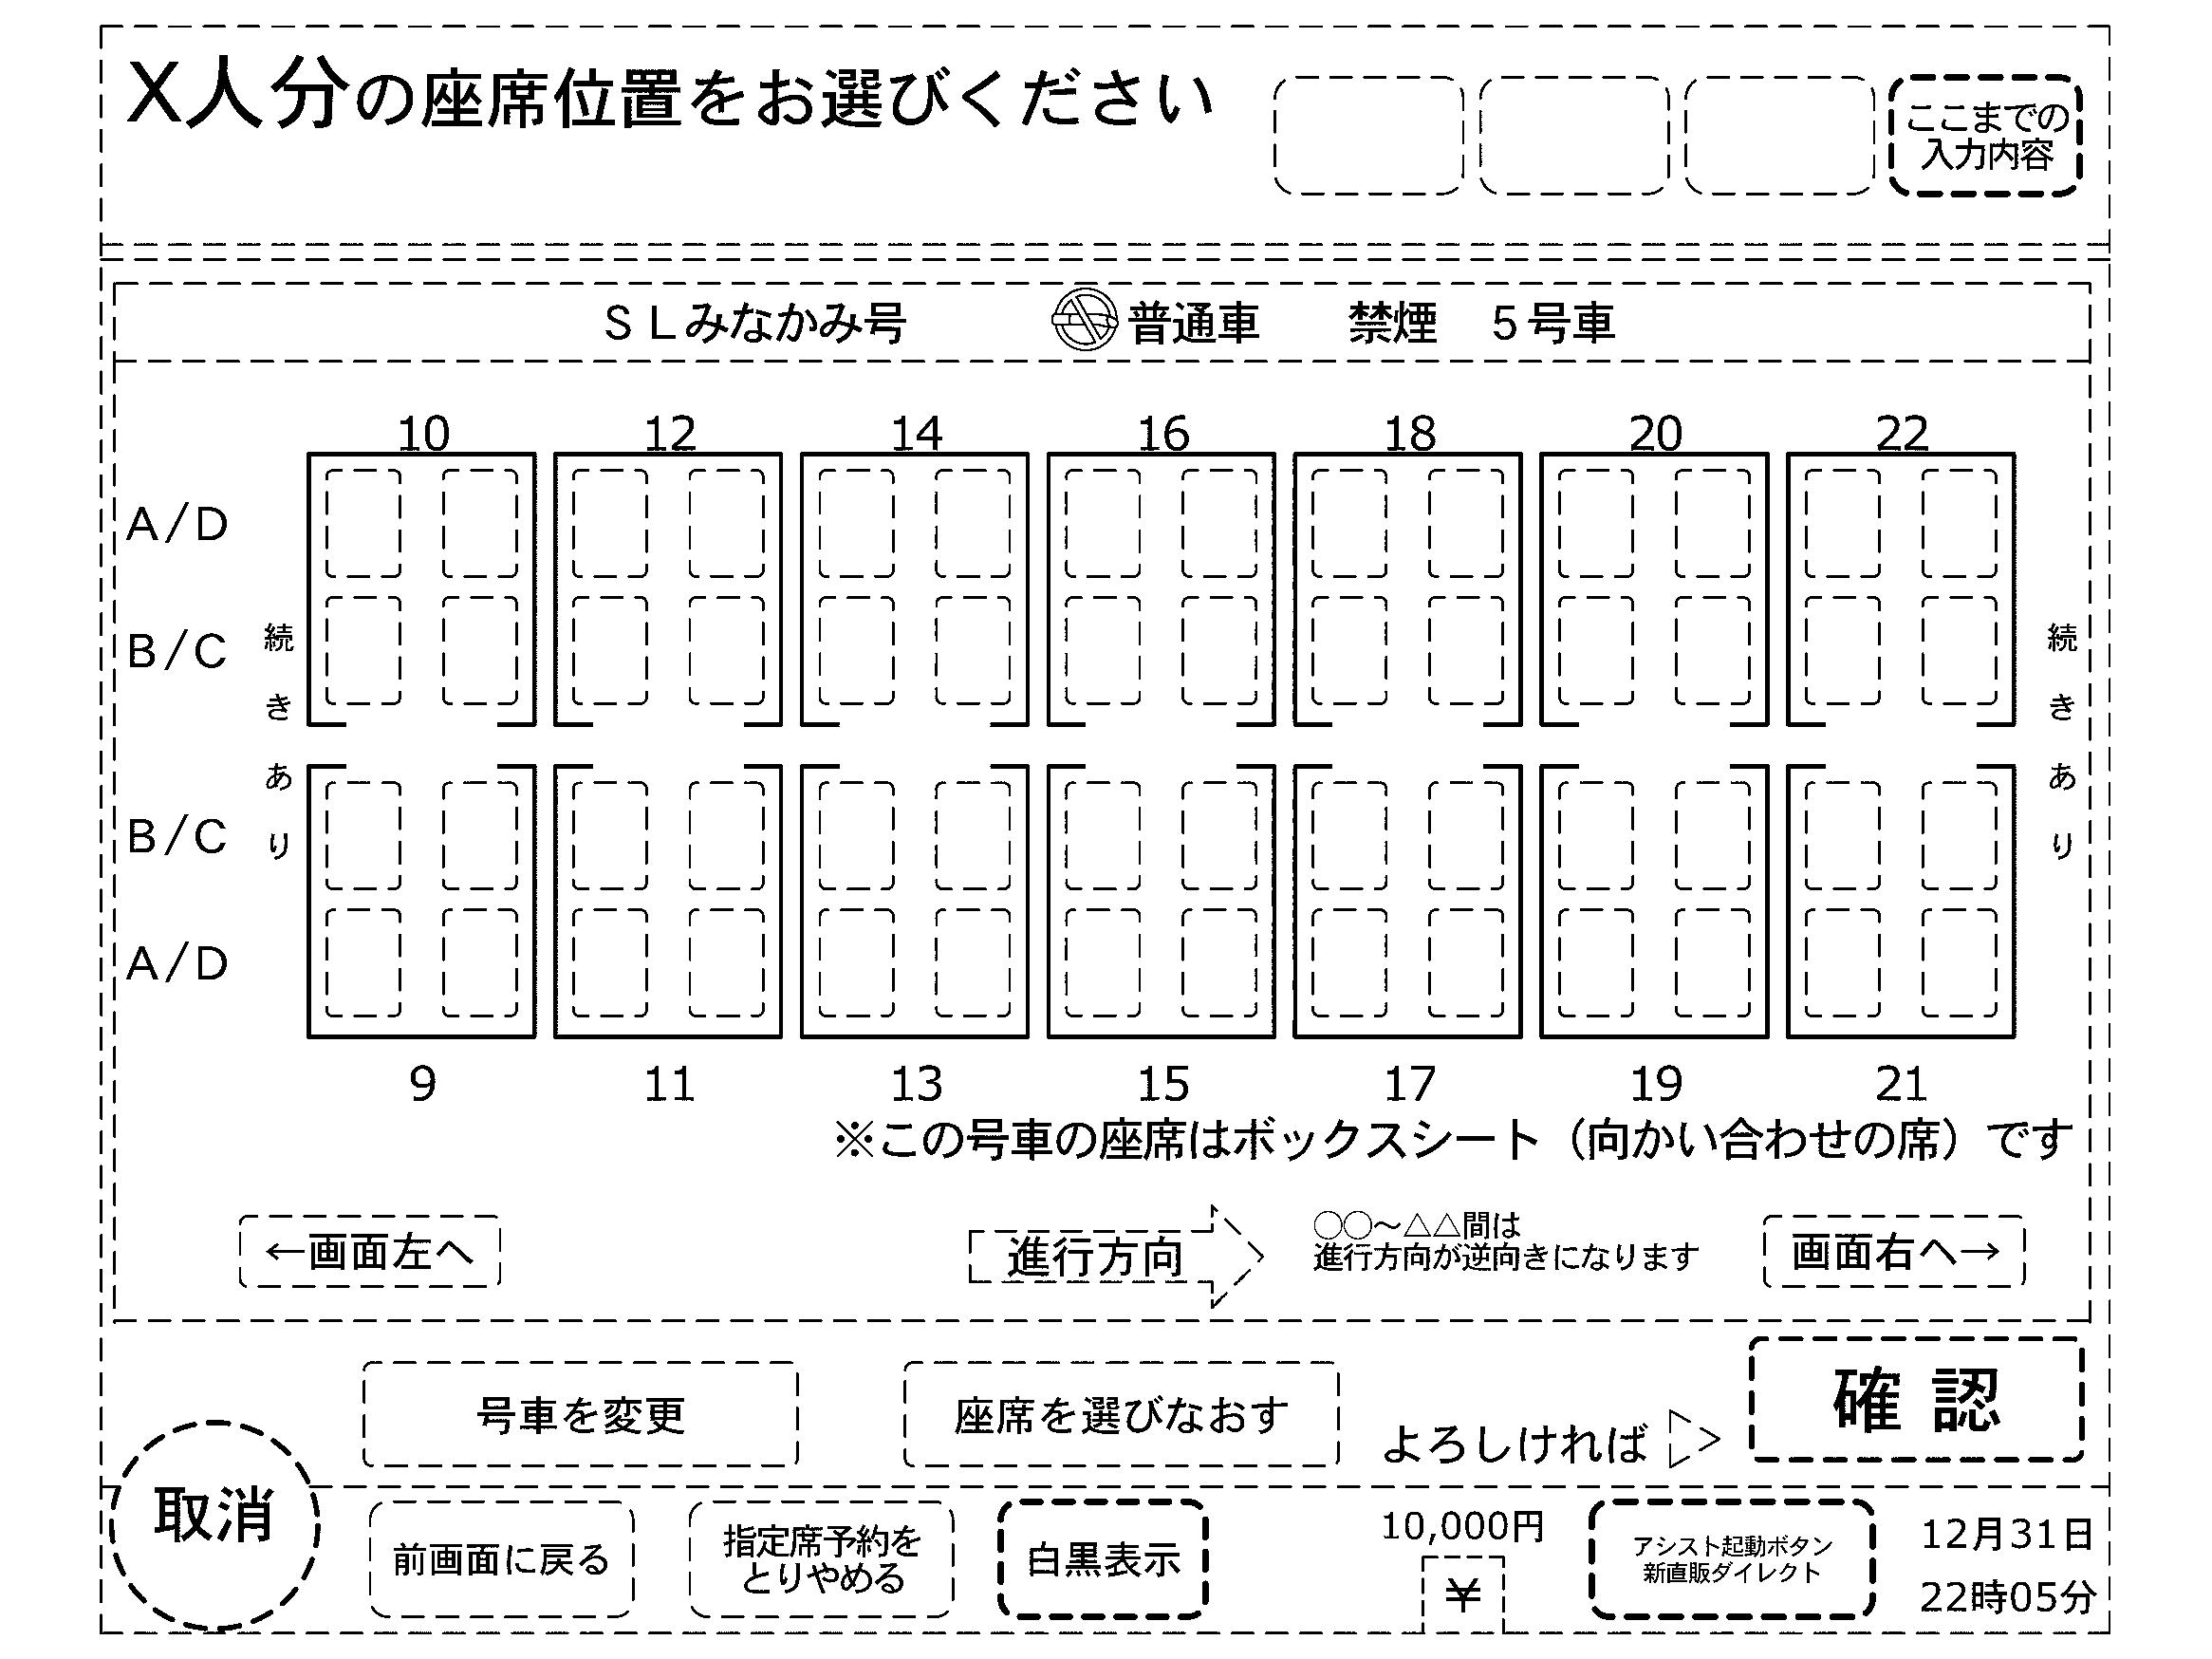 X人分の座席位置をお選びください
ここまでの
入力内容
ＳＬみなかみ号 普通車 禁煙 ５号車
10 12 14 16 18 20 22
A/D
B/C
続きあり
続きあり
B/C
A/D
9 11 13 15 17 19 21
※この号車の座席はボックスシート（向かい合わせの席）です
←画面左へ
進行方向
○○～△△間は
進行方向が逆向きになります
画面右へ→
号車を変更
座席を選びなおす
よろしければ
確認
取消
前画面に戻る
指定席予約を
とりやめる
白黒表示
10,000円
¥
アシスト起動ボタン
新直販ダイレクト
12月31日
22時05分